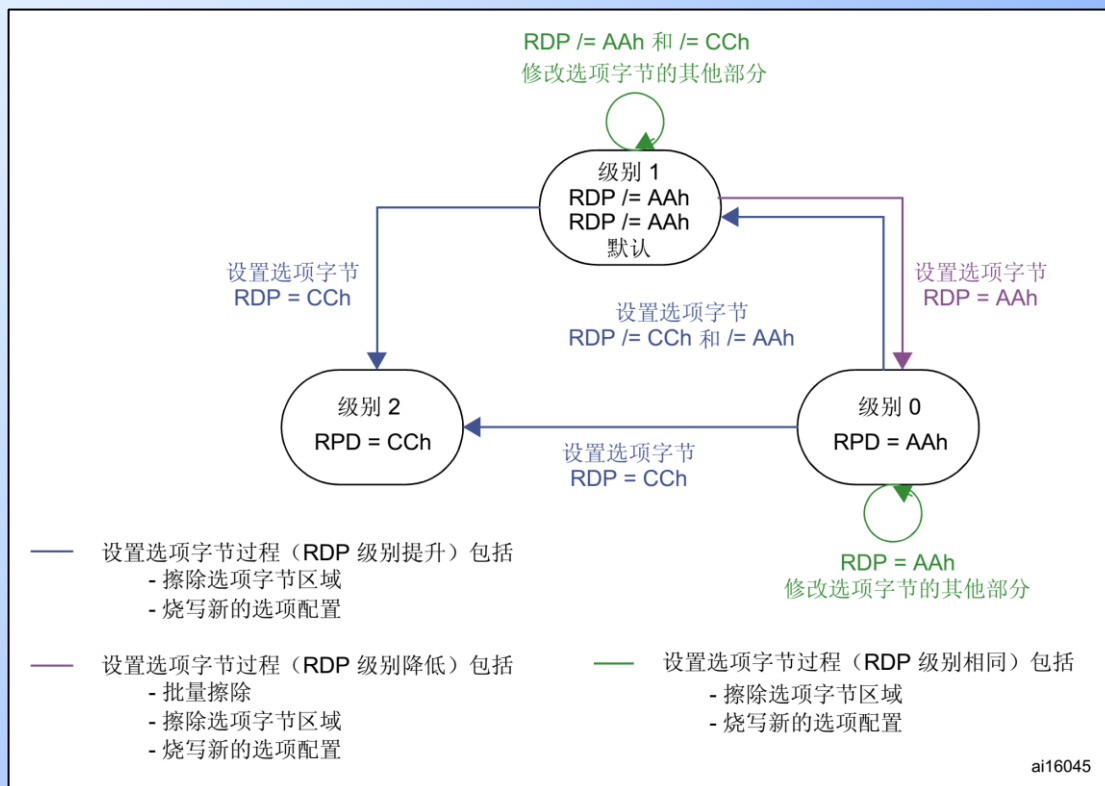 RDP /= AAh 和 /= CCh
修改选项字节的其他部分
级别 1
RDP /= AAh
RDP /= AAh
默认
设置选项字节
RDP = CCh
设置选项字节
RDP /= CCh 和 /= AAh
设置选项字节
RDP = AAh
级别 2
RPD = CCh
设置选项字节
RDP = CCh
级别 0
RPD = AAh
RDP = AAh
修改选项字节的其他部分
设置选项字节过程（RDP 级别提升）包括
- 擦除选项字节区域
- 烧写新的选项配置
设置选项字节过程（RDP 级别降低）包括
- 批量擦除
- 擦除选项字节区域
- 烧写新的选项配置
设置选项字节过程（RDP 级别相同）包括
- 擦除选项字节区域
- 烧写新的选项配置
ai16045